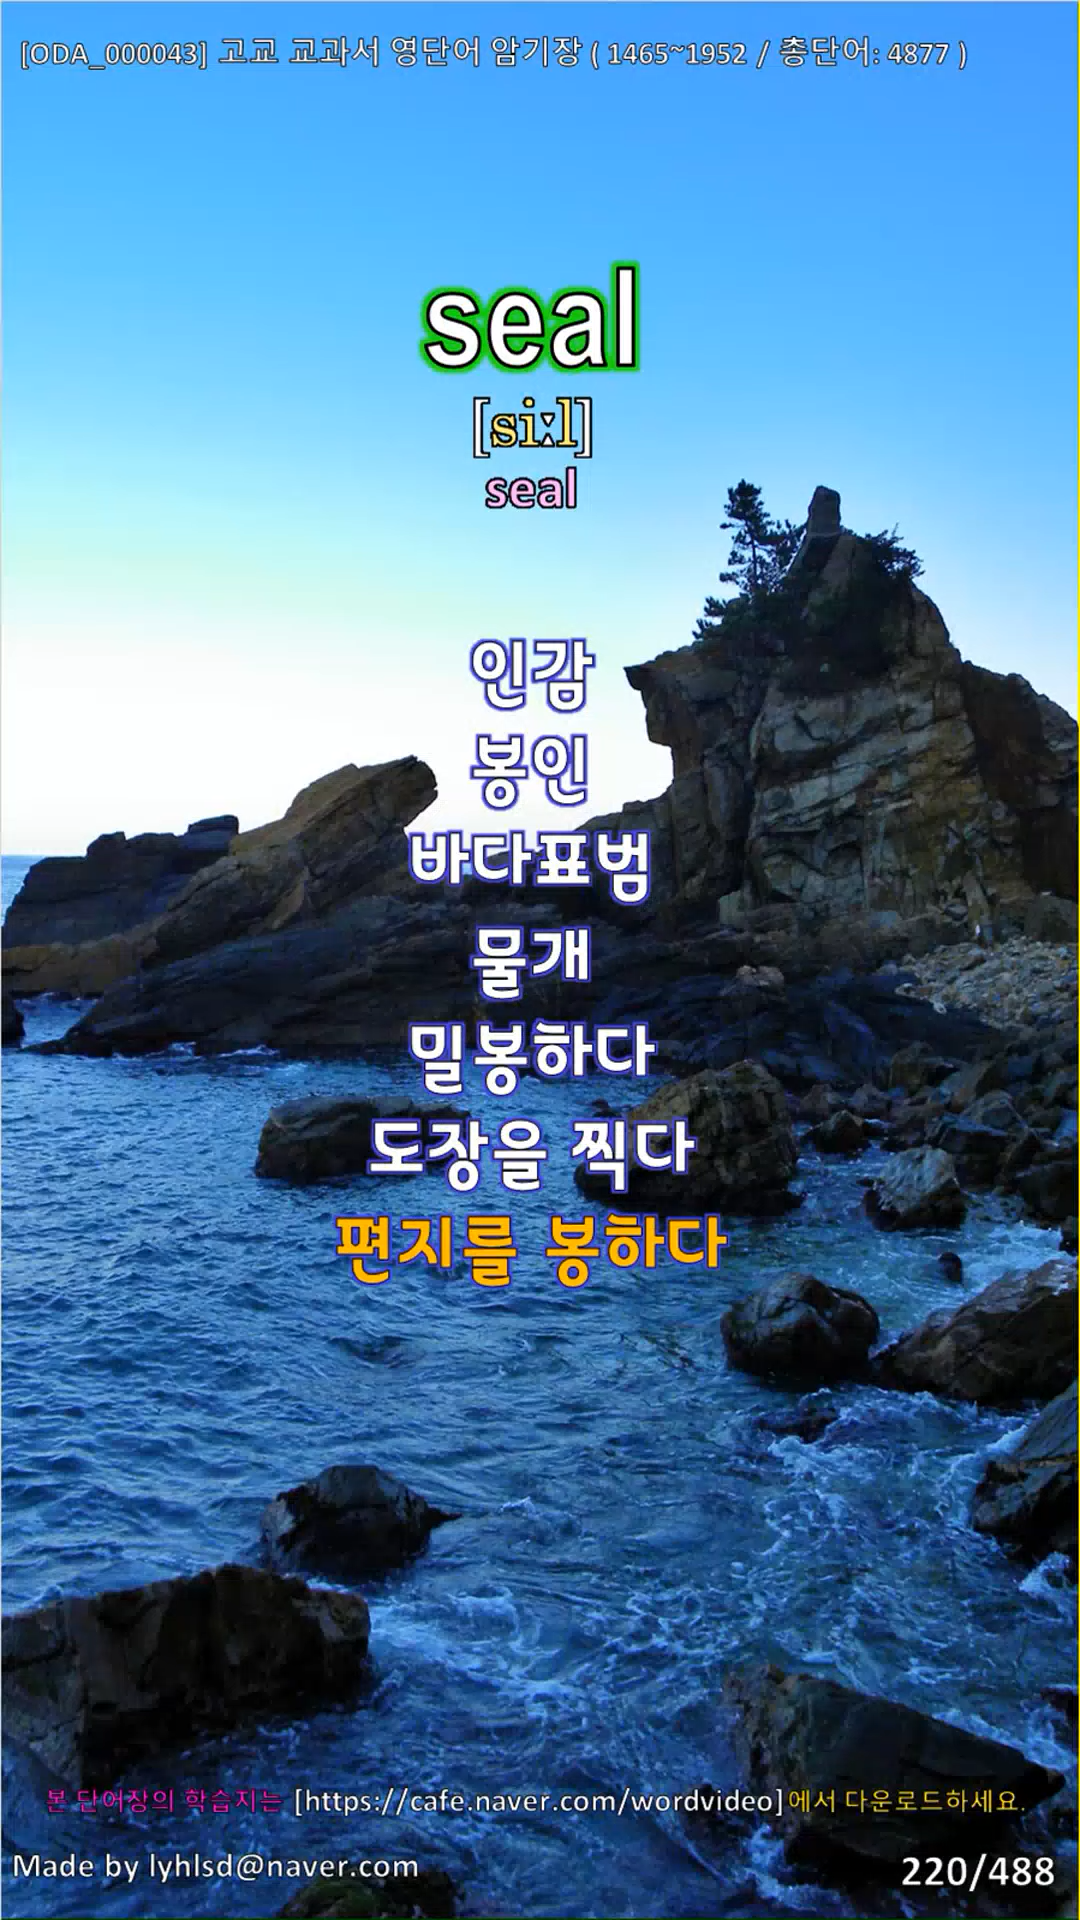 [ODA_000043] 고교 교과서 영단어 암기장 ( 1465~1952 / 총단어: 4877 )
seal
[siːl]
seal
인감
봉인
바다표범
물개
밀봉하다
도장을 찍다
편지를 봉하다
본 단어장의 학습지는 [https://cafe.naver.com/wordvideo]에서 다운로드하세요.
Made by lyhlsd@naver.com
220/488